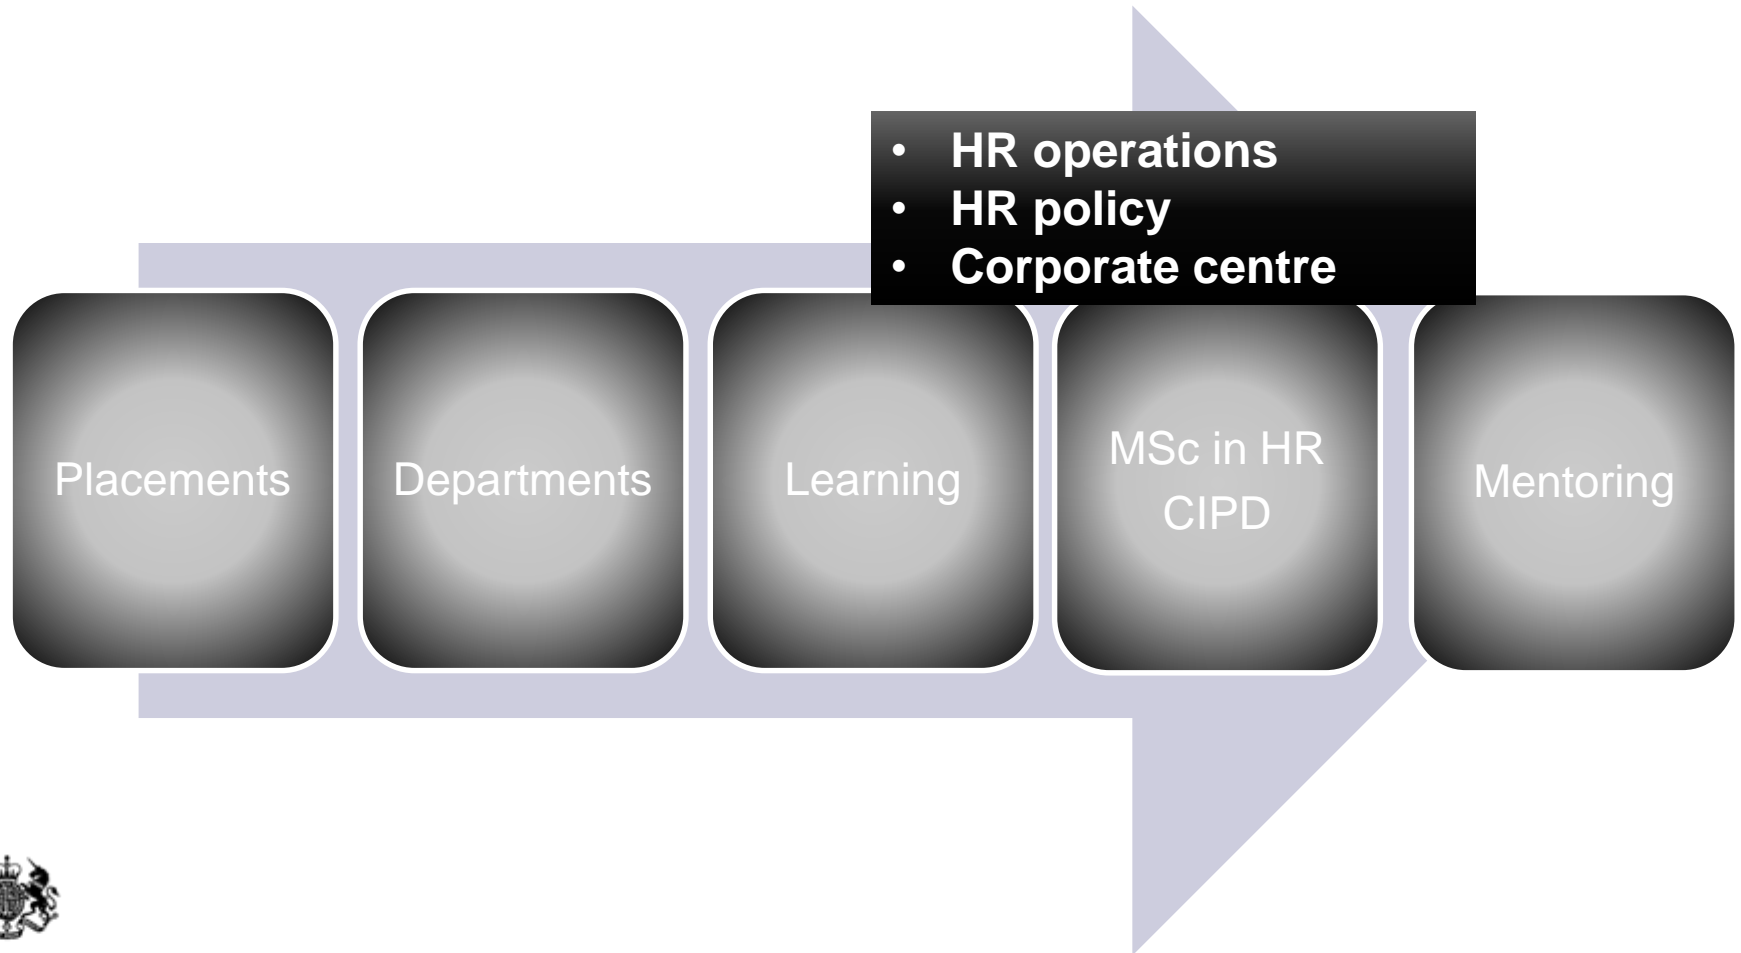 • HR operations
• HR policy
• Corporate centre
Placements
Departments
Learning
MSc in HR
CIPD
Mentoring